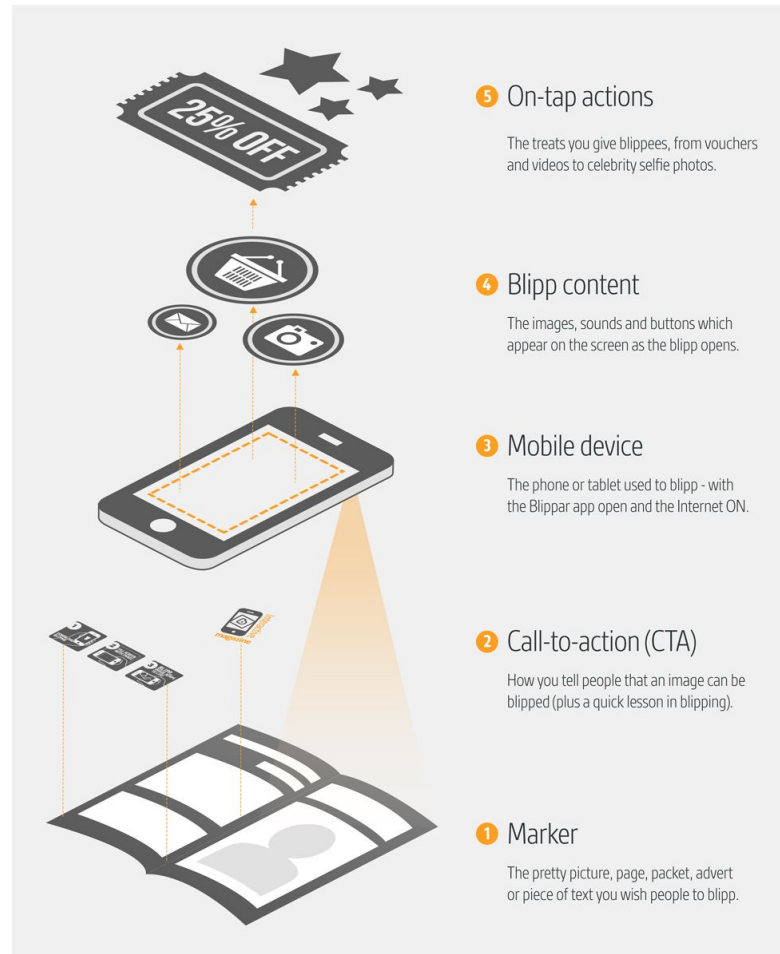 25% OFF
5 On-tap actions
The treats you give blippees, from vouchers
and videos to celebrity selfie photos.
4 Blipp content
The images, sounds and buttons which
appear on the screen as the blipp opens.
3 Mobile device
The phone or tablet used to blipp - with
the Blippar app open and the Internet ON.
interactive
magazine
2 Call-to-action (CTA)
How you tell people that an image can be
blipped (plus a quick lesson in blipping).
1 Marker
The pretty picture, page, packet, advert
or piece of text you wish people to blipp.